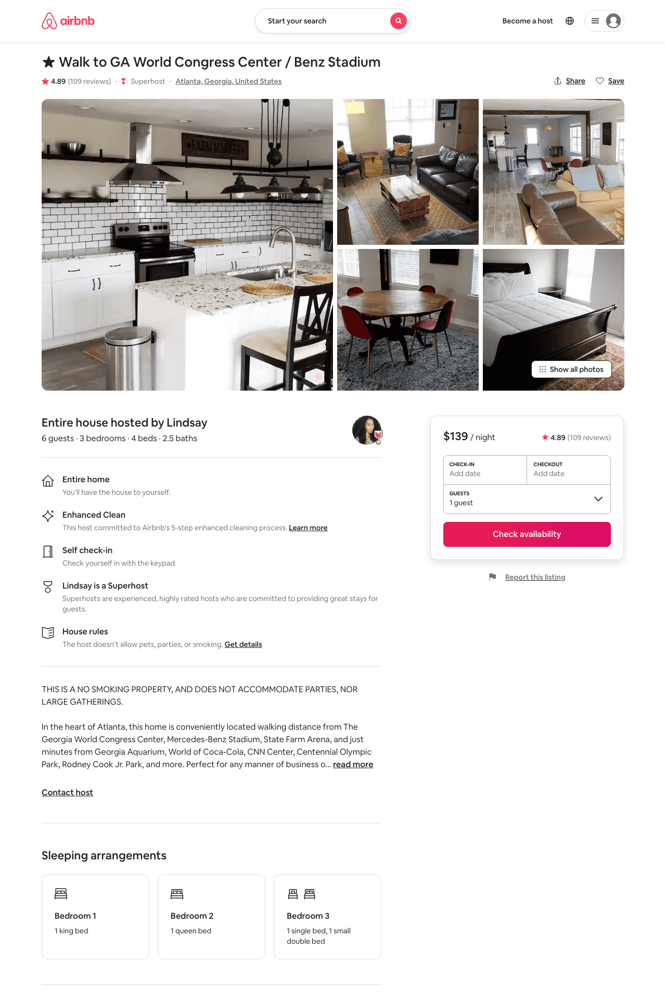 airbnb
Start your search
Become a host
★ Walk to GA World Congress Center / Benz Stadium
4.89 (109 reviews) · Superhost · Atlanta, Georgia, United States
Share
Save
FARM MARKET
Show all photos
Entire house hosted by Lindsay
6 guests · 3 bedrooms · 4 beds · 2.5 baths
Entire home
You’ll have the house to yourself.
Enhanced Clean
This host committed to Airbnb's 5-step enhanced cleaning process. Learn more
Self check-in
Check yourself in with the keypad.
Lindsay is a Superhost
Superhosts are experienced, highly rated hosts who are committed to providing great stays for
guests.
House rules
The host doesn’t allow pets, parties, or smoking. Get details
$139 / night
4.89 (109 reviews)
CHECK-IN
Add date
CHECKOUT
Add date
GUESTS
1 guest
Check availability
Report this listing
THIS IS A NO SMOKING PROPERTY, AND DOES NOT ACCOMMODATE PARTIES, NOR
LARGE GATHERINGS.
In the heart of Atlanta, this home is conveniently located walking distance from The
Georgia World Congress Center, Mercedes-Benz Stadium, State Farm Arena, and just
minutes from Georgia Aquarium, World of Coca-Cola, CNN Center, Centennial Olympic
Park, Rodney Cook Jr. Park, and more. Perfect for any manner of business o... read more
Contact host
Sleeping arrangements
Bedroom 1
1 king bed
Bedroom 2
1 queen bed
Bedroom 3
1 single bed, 1 small
double bed